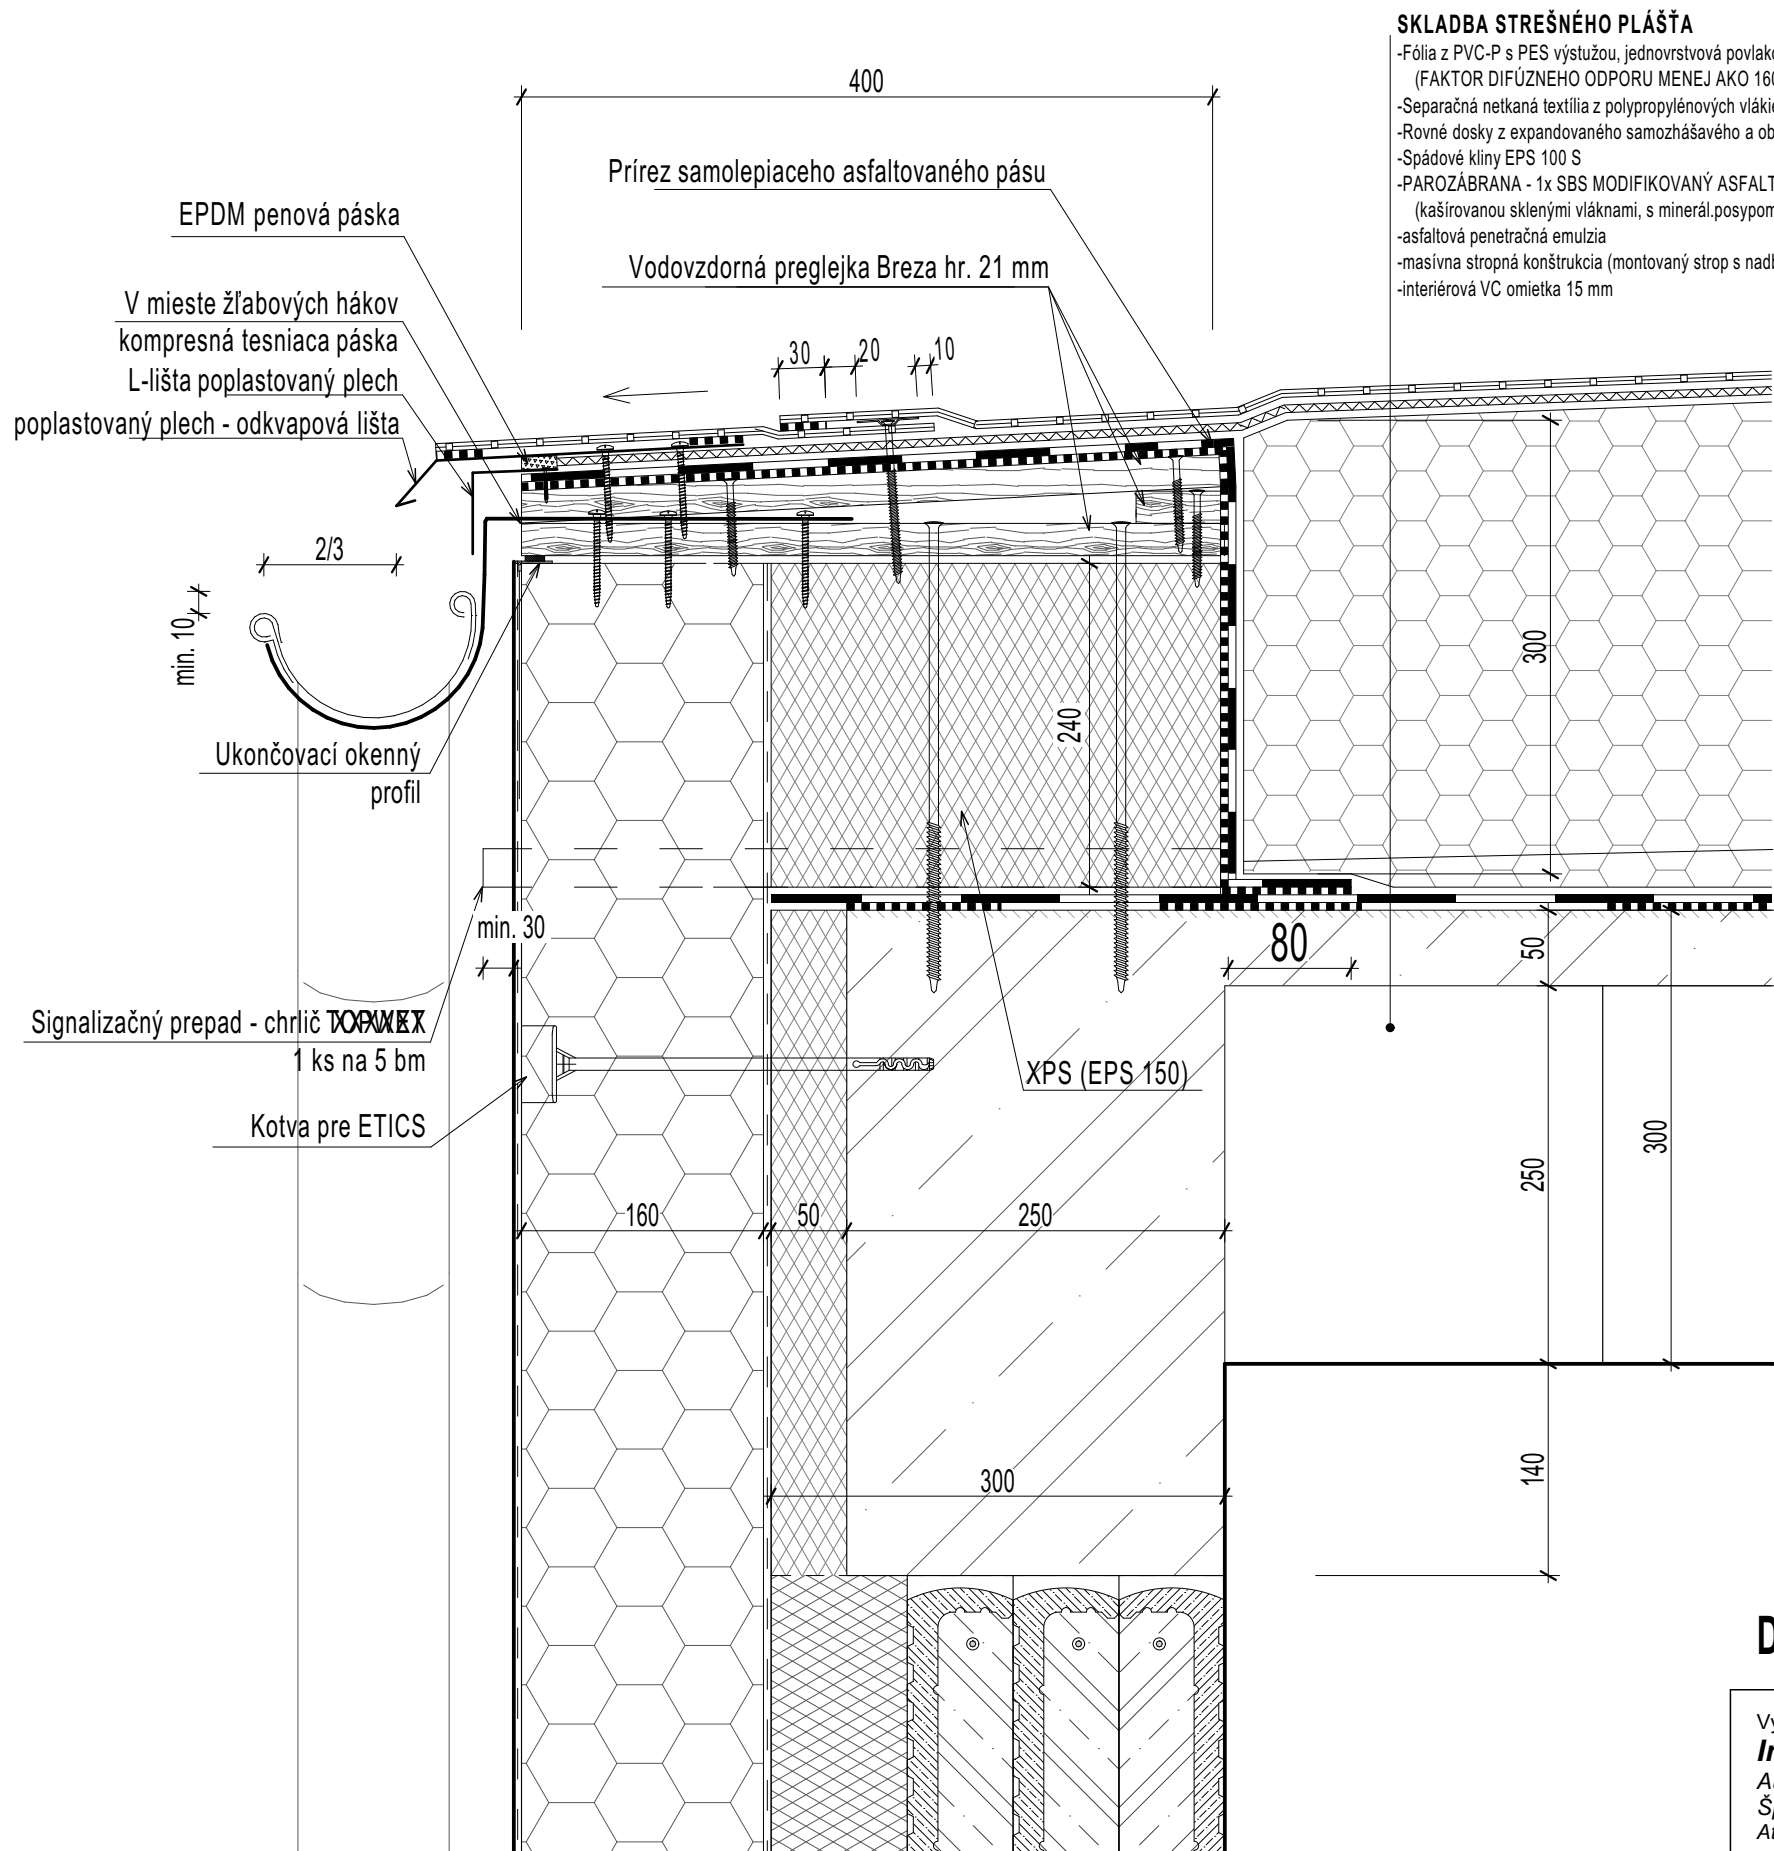 SKLADBA STREŠNÉHO PLÁŠŤA
-Fólia z PVC-P s PES výstužou, jednovrstvová
(FAKTOR DIFÚZNEHO ODPORU MENEJ AKO
-Separačná netkaná textília z polypropylénových
-Rovné dosky z expandovaného samozhášavého a
-Spádové kliny EPS 100 S
-PAROZÁBRANA - 1x SBS MODIFIKOVANÝ ASFALT
(kašírovanou sklenými vláknami, s minerál.posypom
-asfaltová penetračná emulzia
-masívna stropná konštrukcia (montovaný strop s
-interiérová VC omietka 15 mm
400
Prírez samolepiaceho asfaltovaného pásu
EPDM penová páska
Vodovzdorná preglejka Breza hr. 21 mm
V mieste žľabových hákov
kompresná tesniaca páska
L-lišta poplastovaný plech
poplastovaný plech - odkvapová lišta
30
20
10
2/3
min. 10
300
240
Ukončovací okenný
profil
min. 30
80
50
Signalizačný prepad - chrlič
1 ks na 5 bm
XPS (EPS 150)
Kotva pre ETICS
250
300
160
50
250
300
140